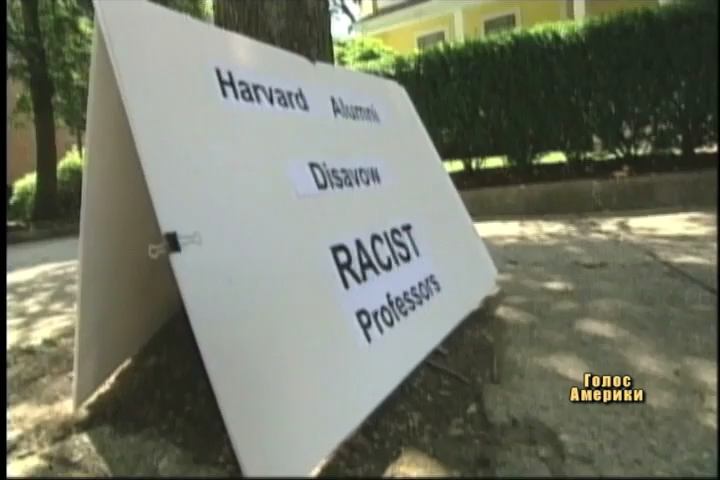 Harvard Alumni
Disavow
RACIST
Professors
Голос
Америки